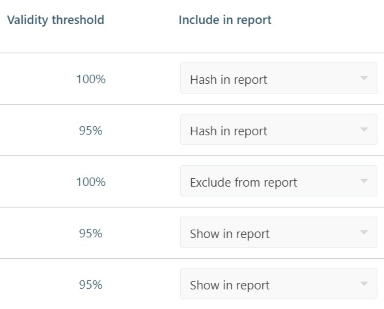 Validity threshold Include in report
100% Hash in report
95% Hash in report
100% Exclude from report
95% Show in report
95% Show in report